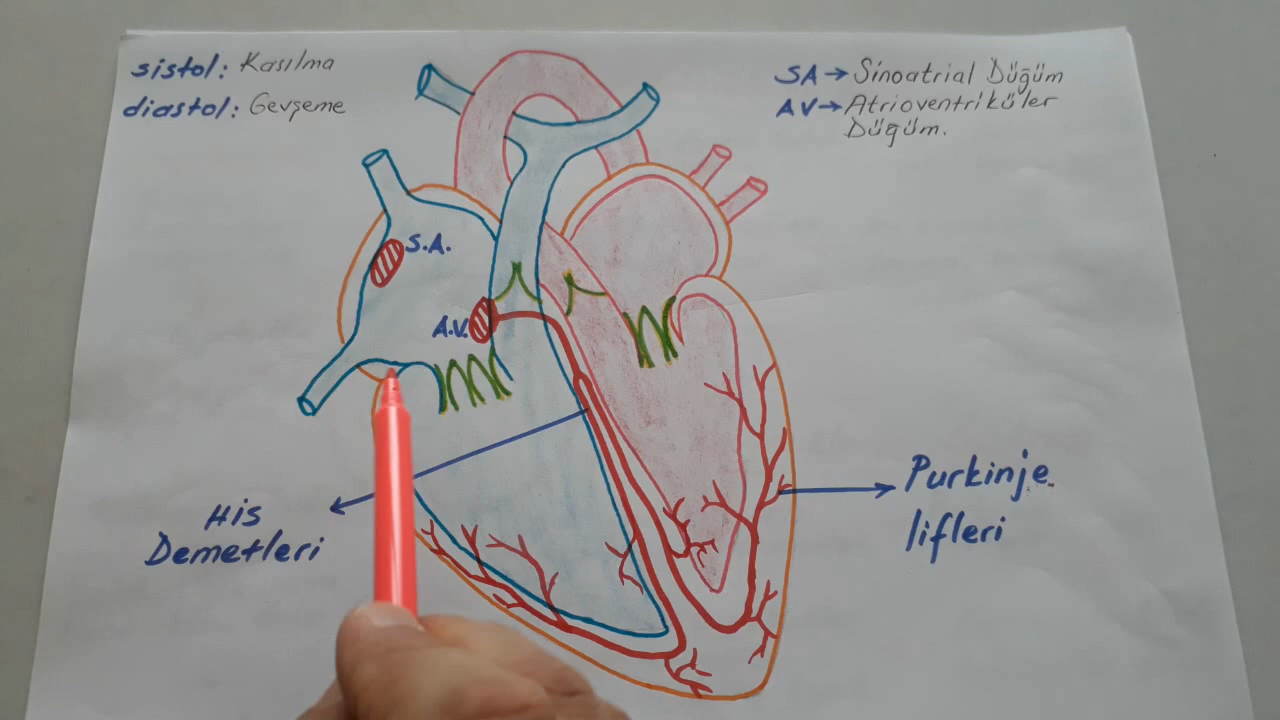 sistol: Kasılma
diastol: Gevşeme
SA → Sinoatrial Düğüm
AV → Atrioventriküler
Düğüm.
S.A.
A.V.
His
Demetleri
Purkinje
lifleri